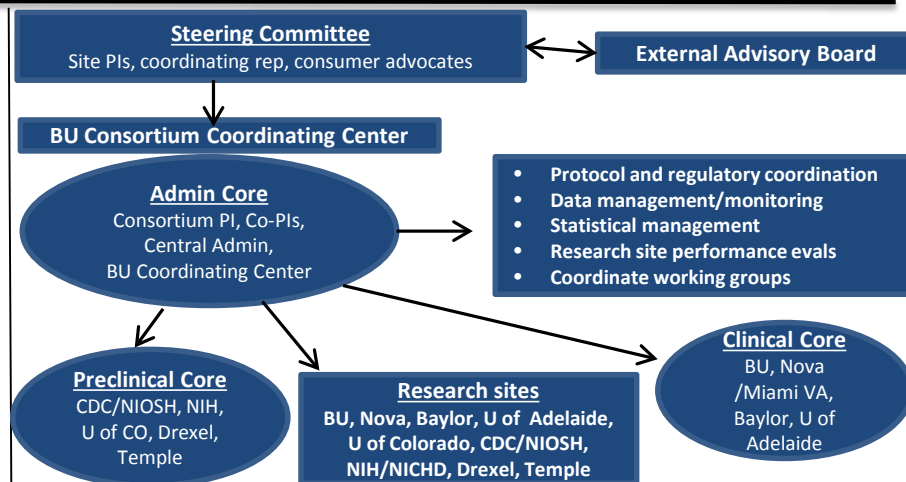 Steering Committee
Site PIs, coordinating rep, consumer advocates
External Advisory Board
BU Consortium Coordinating Center
Admin Core
Consortium PI, Co-PIs,
Central Admin,
BU Coordinating Center
• Protocol and regulatory coordination
• Data management/monitoring
• Statistical management
• Research site performance evals
• Coordinate working groups
Preclinical Core
CDC/NIOSH, NIH,
U of CO, Drexel,
Temple
Research sites
BU, Nova, Baylor, U of Adelaide,
U of Colorado, CDC/NIOSH,
NIH/NICHD, Drexel, Temple
Clinical Core
BU, Nova
/Miami VA,
Baylor, U of
Adelaide